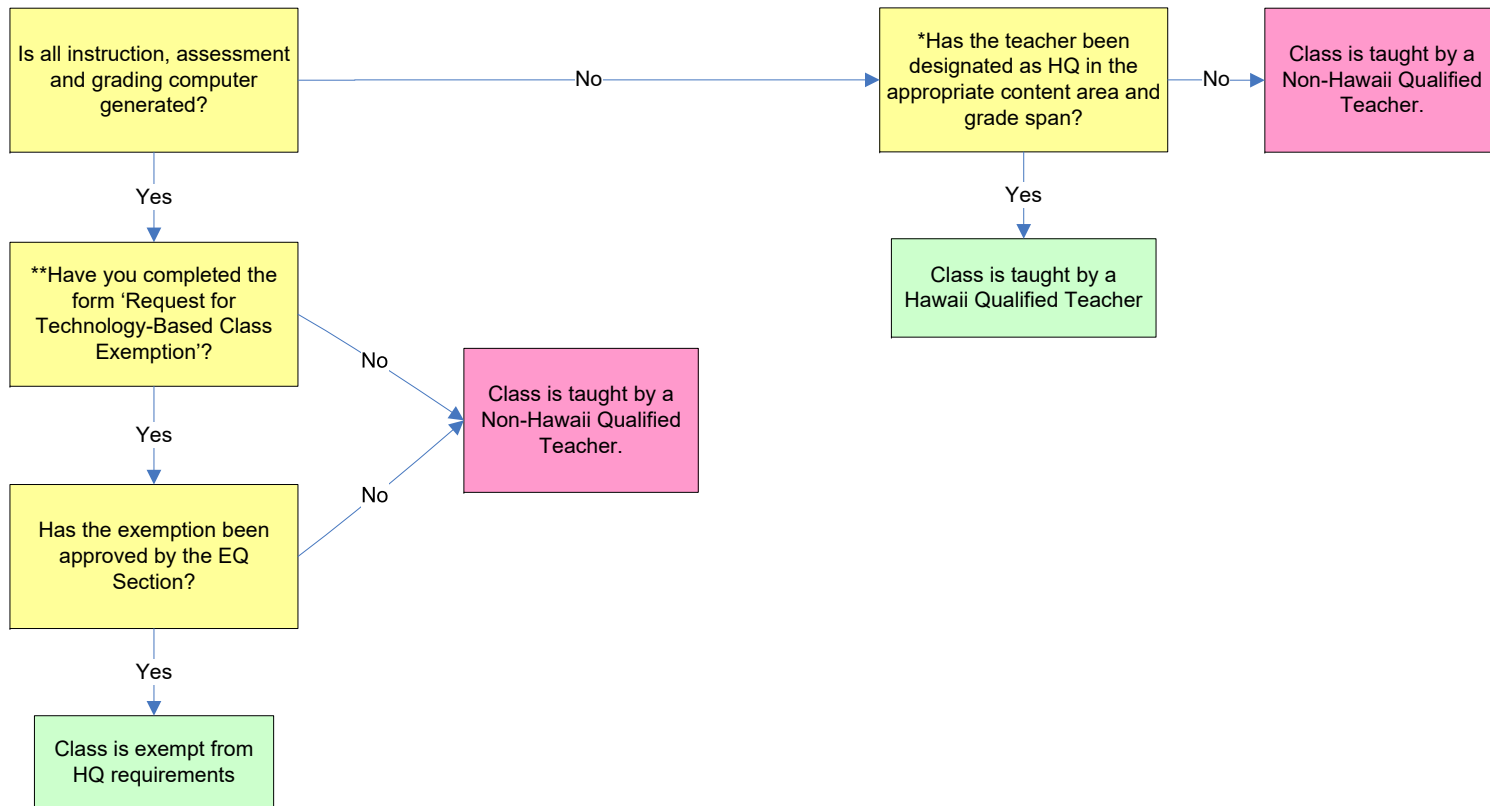 Is all instruction, assessment
and grading computer
generated?
No
*Has the teacher been
designated as HQ in the
appropriate content area and
grade span?
No
Class is taught by a
Non-Hawaii Qualified
Teacher.
Yes
Yes
**Have you completed the
form ‘Request for
Technology-Based Class
Exemption’?
Class is taught by a
Hawaii Qualified Teacher
No
Class is taught by a
Non-Hawaii Qualified
Teacher.
Yes
No
Has the exemption been
approved by the EQ
Section?
Yes
Class is exempt from
HQ requirements